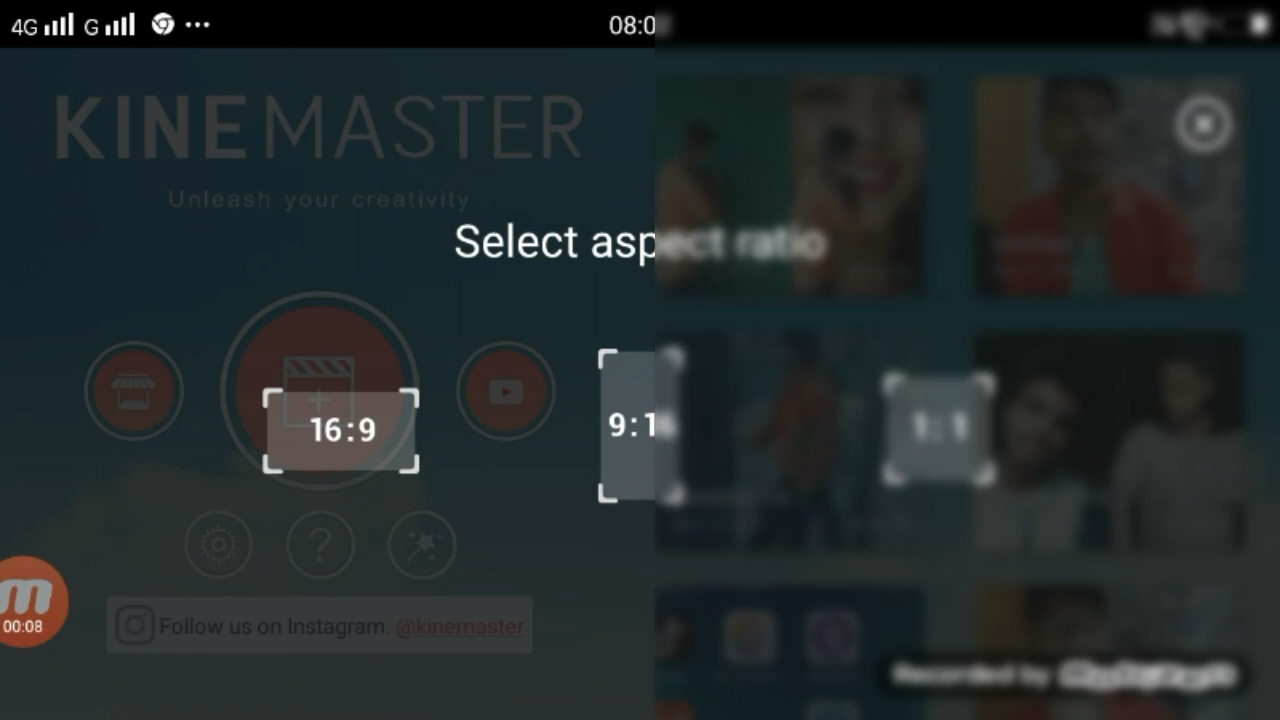 4G G 08:0
KINEMASTER
Unleash your creativity
Select aspect ratio
16:9 9:16 1:1
00:08
Follow us on Instagram. @kinemaster
Recorded by